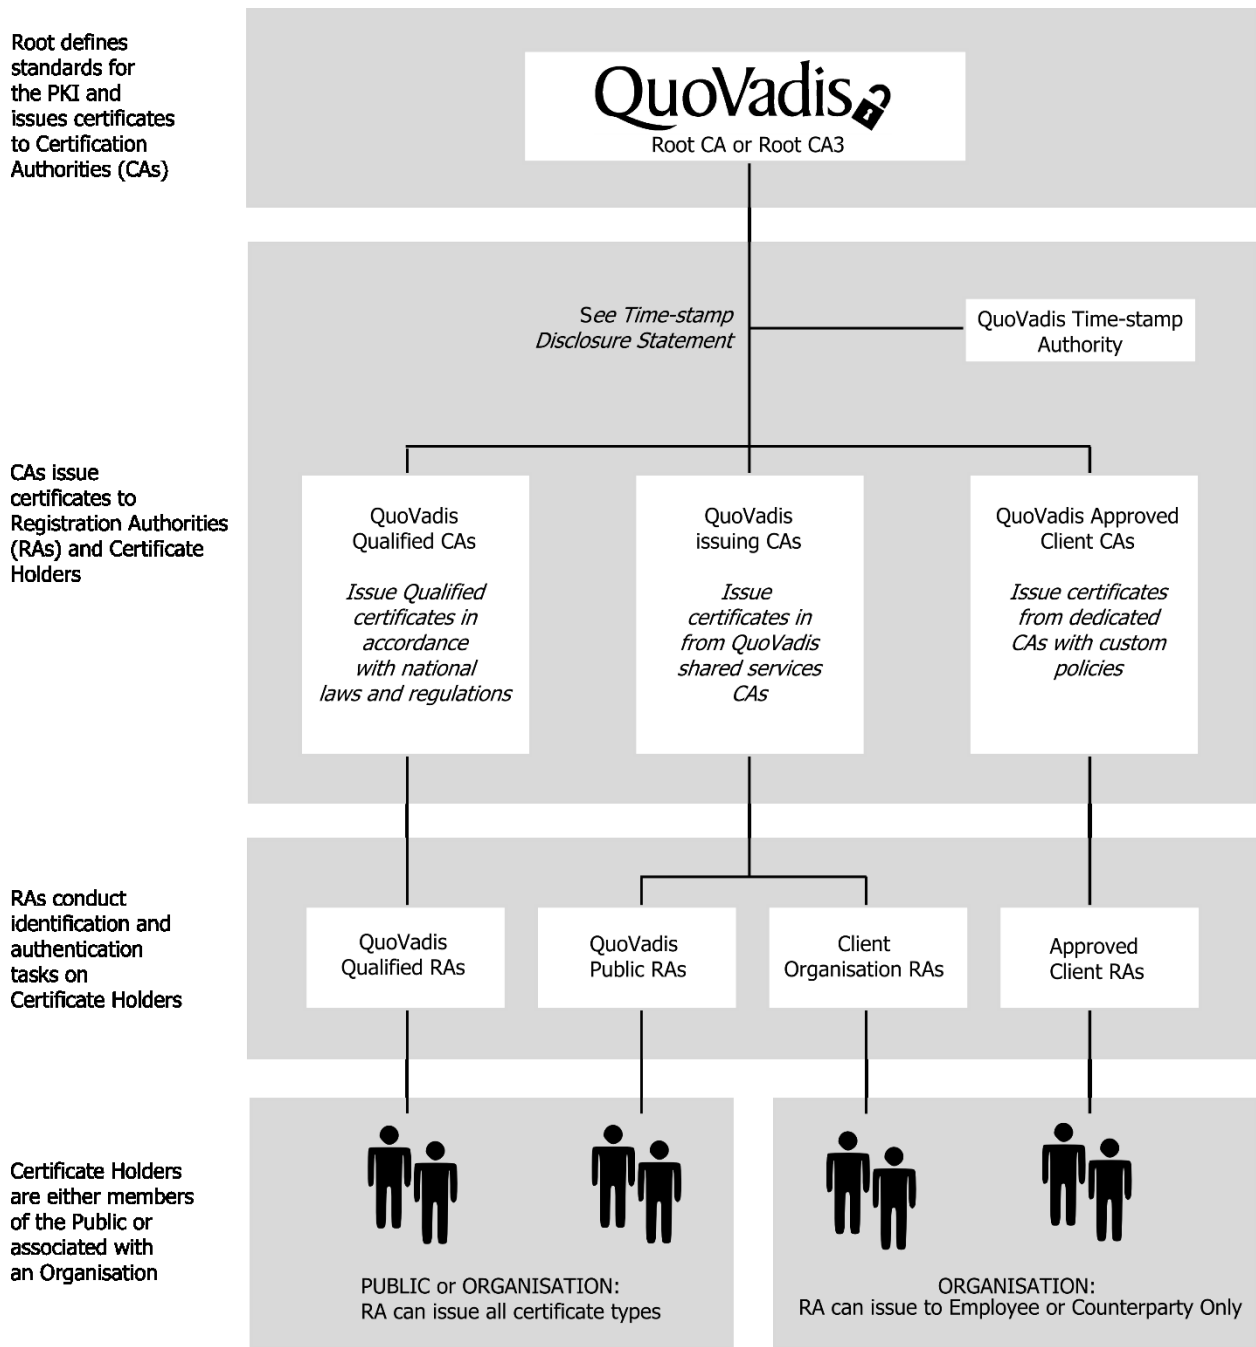 Root defines
standards for
the PKI and
issues certificates
to Certification
Authorities (CAs)
QuoVadis
Root CA or Root CA3
See Time-stamp
Disclosure Statement
QuoVadis Time-stamp
Authority
CAs issue
certificates to
Registration Authorities
(RAs) and Certificate
Holders
QuoVadis
Qualified CAs
Issue Qualified
certificates in
accordance
with national
laws and regulations
QuoVadis
issuing CAs
Issue
certificates in
from QuoVadis
shared services
CAs
QuoVadis Approved
Client CAs
Issue certificates
from dedicated
CAs with custom
policies
RAs conduct
identification and
authentication
tasks on
Certificate Holders
QuoVadis
Qualified RAs
QuoVadis
Public RAs
Client
Organisation RAs
Approved
Client RAs
Certificate Holders
are either members
of the Public or
associated with
an Organisation
PUBLIC or ORGANISATION:
RA can issue all certificate types
ORGANISATION:
RA can issue to Employee or Counterparty Only